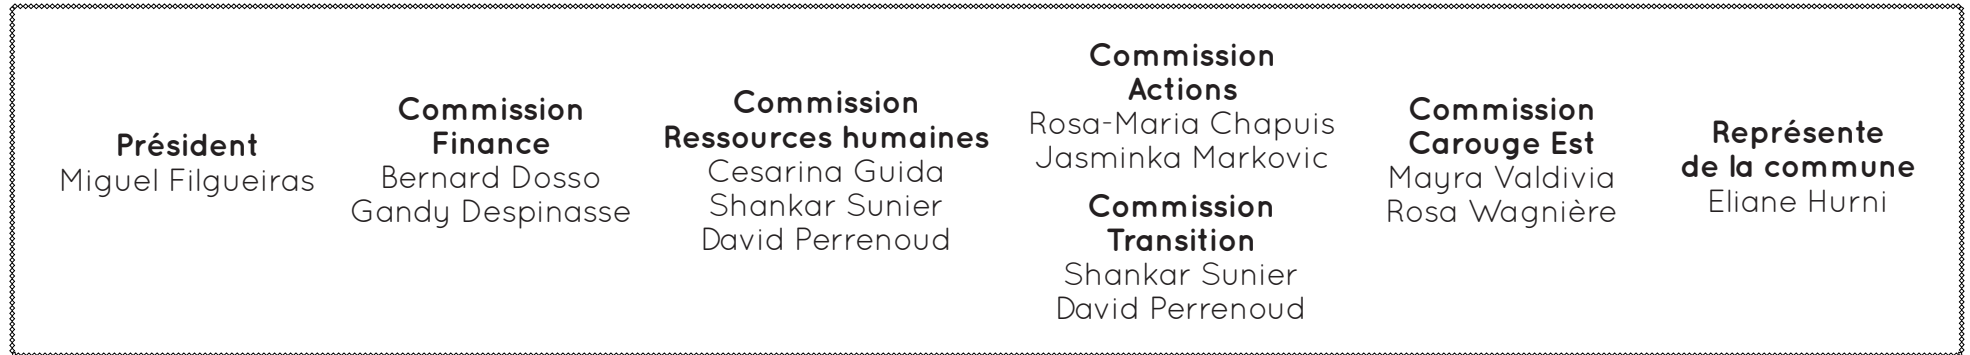 Président
Miguel Filgueiras
Commission
Finance
Bernard Dosso
Gandy Despinasse
Commission
Ressources humaines
Cesarina Guida
Shankar Sunier
David Perrenoud
Commission
Actions
Rosa-Maria Chapuis
Jasminka Markovic
Commission
Transition
Shankar Sunier
David Perrenoud
Commission
Carouge Est
Mayra Valdivia
Rosa Wagnière
Représente
de la commune
Eliane Hurni